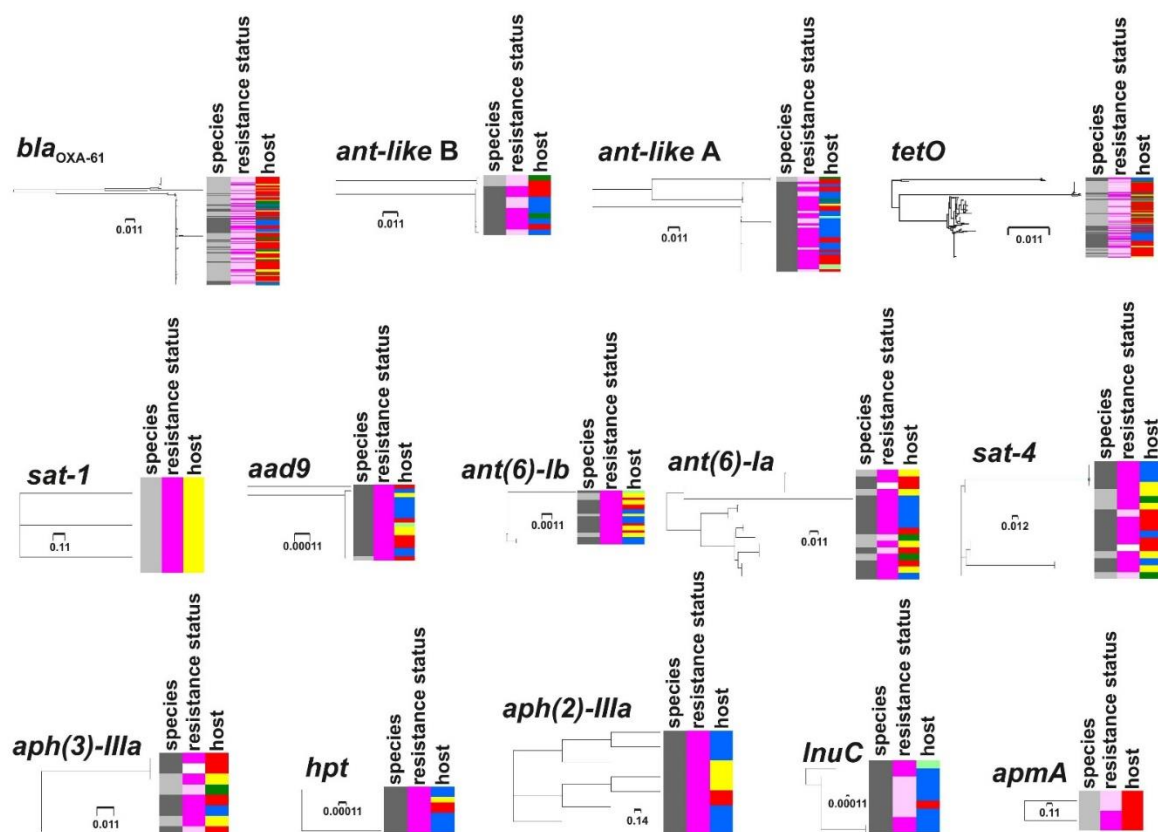 bla OXA-61
species
resistance status
host
0.011
ant-like B
species
resistance status
host
0.011
ant-like A
species
resistance status
host
0.011
tetO
species
resistance status
host
0.011
sat-1
species
resistance status
host
0.11
aad9
species
resistance status
host
0.00011
ant(6)-Ib
species
resistance status
host
0.0011
ant(6)-Ia
species
resistance status
host
0.011
sat-4
species
resistance status
host
0.012
aph(3)-IIIa
species
resistance status
host
0.011
hpt
species
resistance status
host
0.00011
aph(2)-IIIa
species
resistance status
host
0.14
lnuC
species
resistance status
host
0.00011
apmA
species
resistance status
host
0.11